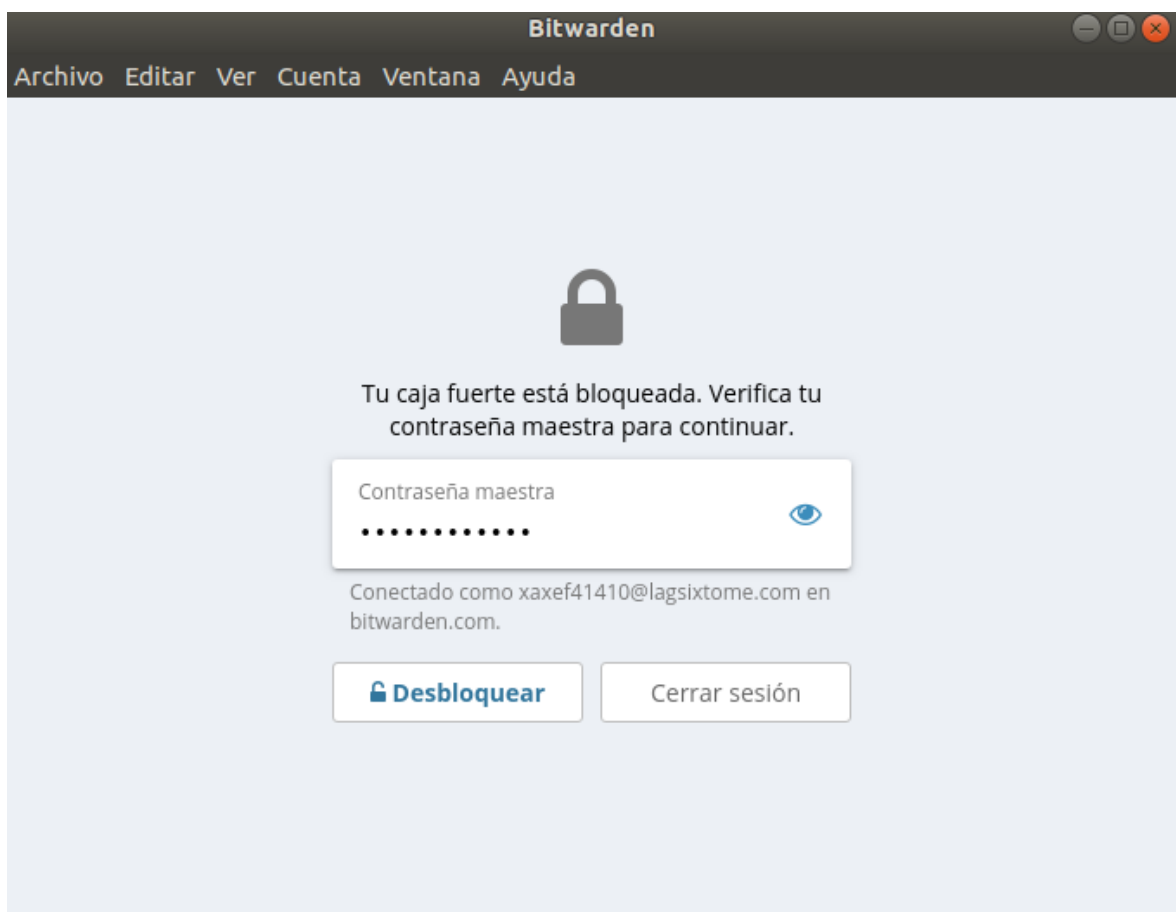 Bitwarden
Archivo Editar Ver Cuenta Ventana Ayuda
Tu caja fuerte está bloqueada. Verifica tu
contraseña maestra para continuar.
Contraseña maestra
••••••••••••
Conectado como xaxef41410@lagsixtome.com en
bitwarden.com.
Desbloquear Cerrar sesión